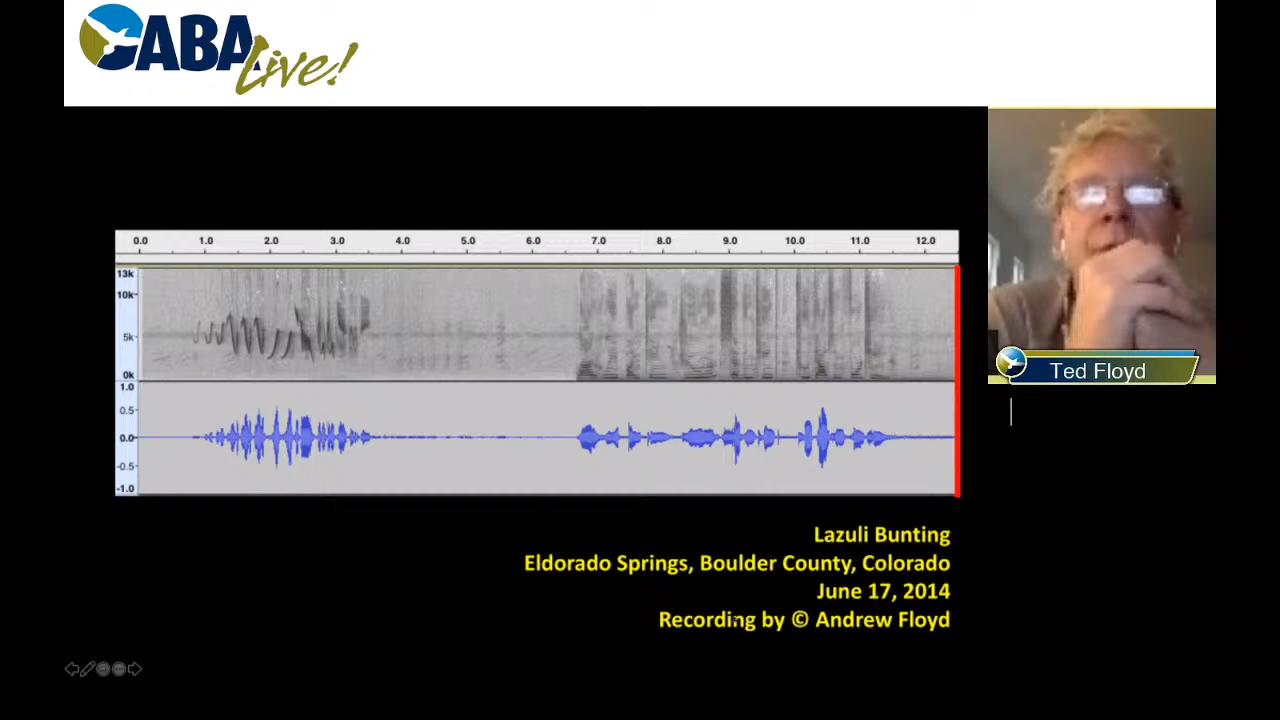 ABA
Live!
0.0 1.0 2.0 3.0 4.0 5.0 6.0 7.0 8.0 9.0 10.0 11.0 12.0
13k
10k
5k
0k
1.0
0.5
0.0
-0.5
-1.0
Ted Floyd
Lazuli Bunting
Eldorado Springs, Boulder County, Colorado
June 17, 2014
Recording by © Andrew Floyd